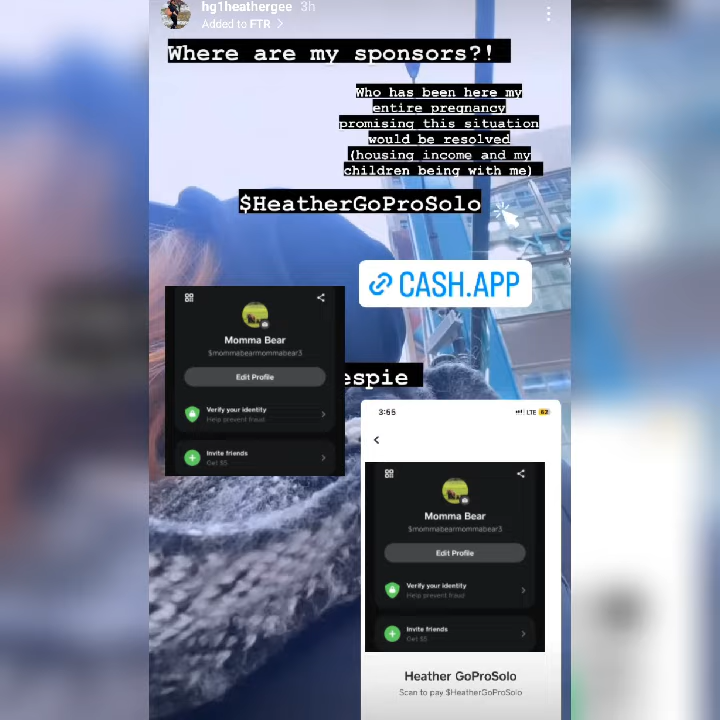 hg1heathergee 3h
Added to FTR >
Where are my sponsors?!
Who has been here my
entire pregnancy
promising this situation
would be resolved
(housing income and my
children being with me)
$HeatherGoProSolo
CASH.APP
Momma Bear
$mommabearmommabear3
Edit Profile
Verify your identity
Help prevent fraud
Invite friends
Get $5
espie
3:55
LTE 62
Momma Bear
$mommabearmommabear3
Edit Profile
Verify your identity
Help prevent fraud
Invite friends
Get $5
Heather GoProSolo
Scan to pay $HeatherGoProSolo